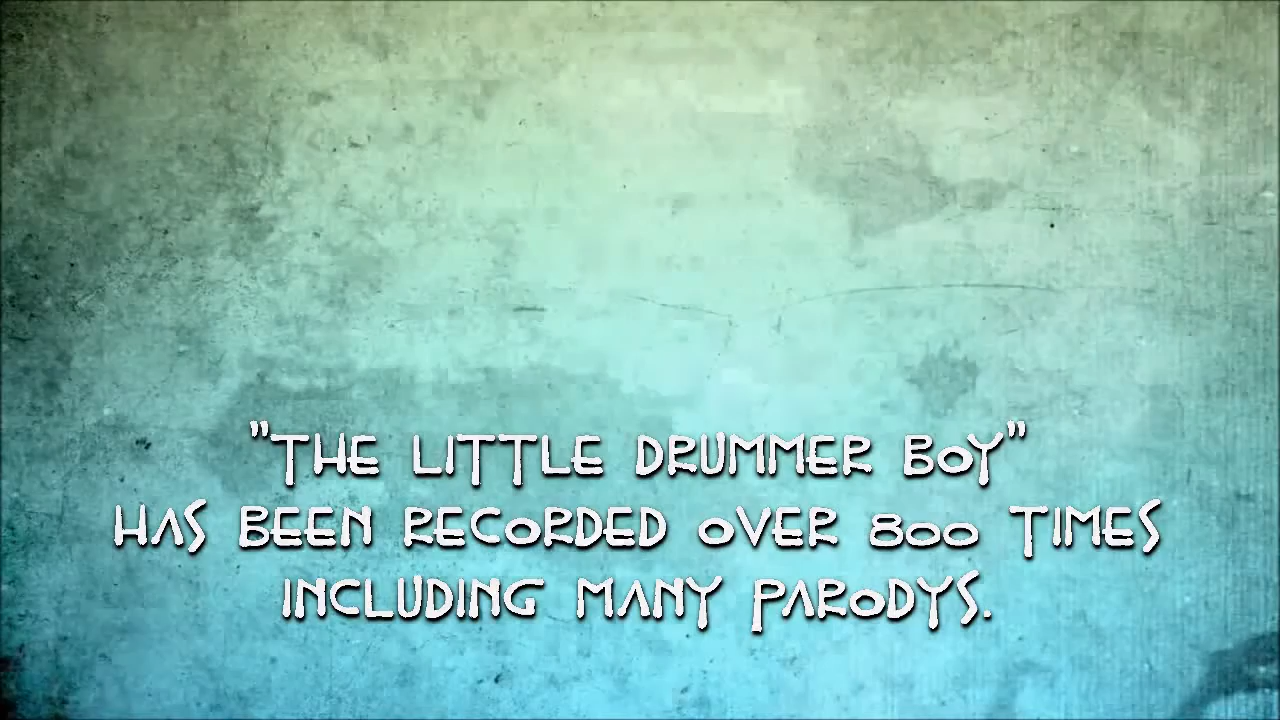 "THE LITTLE DRUMMER BOY"
HAS BEEN RECORDED OVER 800 TIMES
INCLUDING MANY PARODYS.